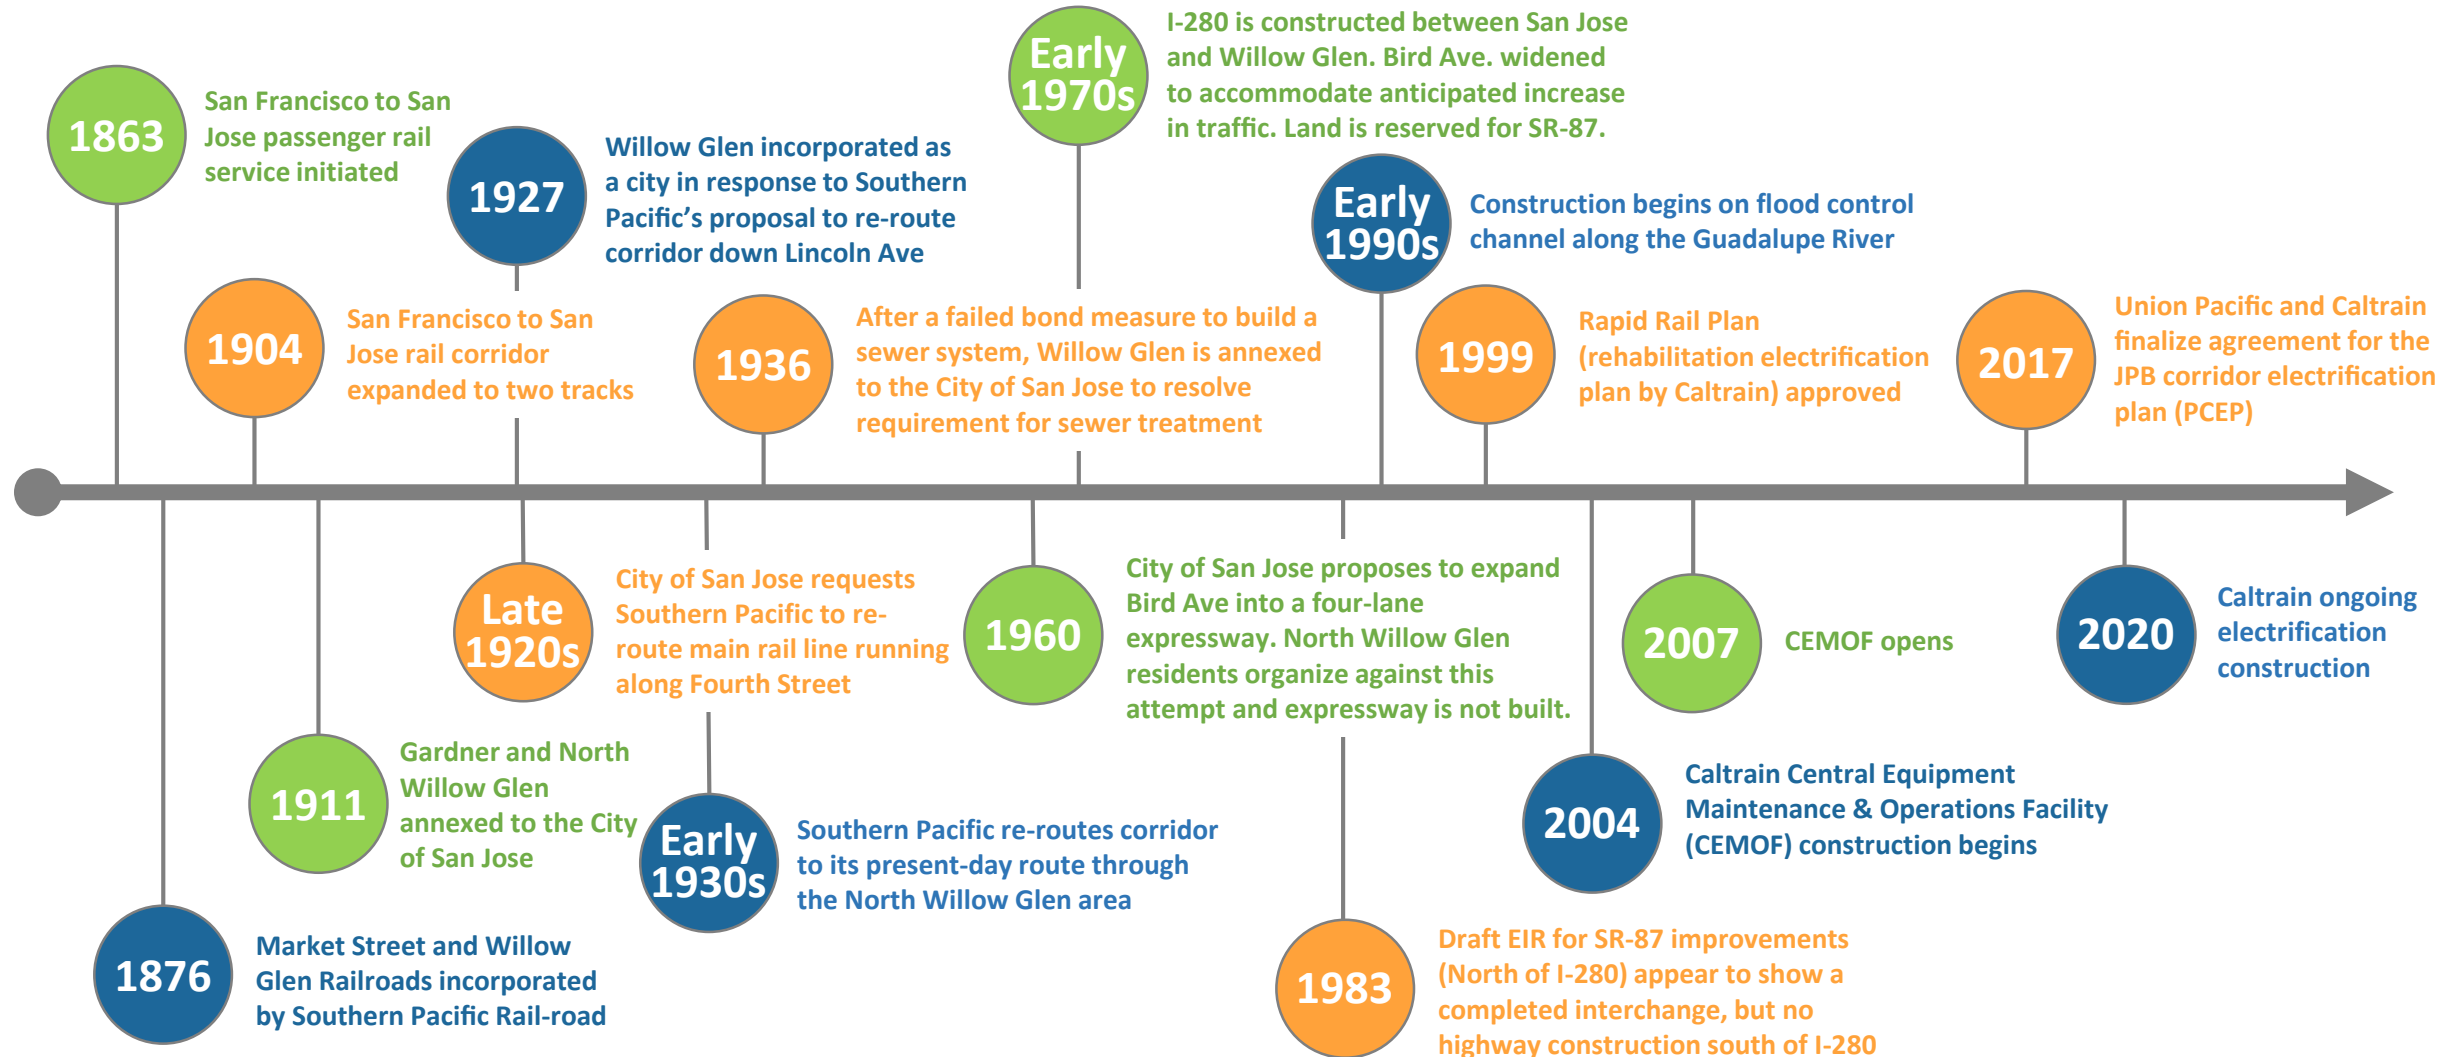 1863
San Francisco to San
Jose passenger rail
service initiated
1876
Market Street and Willow
Glen Railroads incorporated
by Southern Pacific Rail-road
1904
San Francisco to San
Jose rail corridor
expanded to two tracks
1911
Gardner and North
Willow Glen
annexed to the City
of San Jose
1927
Willow Glen incorporated as
a city in response to Southern
Pacific’s proposal to re-route
corridor down Lincoln Ave
Late
1920s
City of San Jose requests
Southern Pacific to re-
route main rail line running
along Fourth Street
Early
1930s
Southern Pacific re-routes corridor
to its present-day route through
the North Willow Glen area
1936
After a failed bond measure to build a
sewer system, Willow Glen is annexed
to the City of San Jose to resolve
requirement for sewer treatment
1960
City of San Jose proposes to expand
Bird Ave into a four-lane
expressway. North Willow Glen
residents organize against this
attempt and expressway is not built.
Early
1970s
I-280 is constructed between San Jose
and Willow Glen. Bird Ave. widened
to accommodate anticipated increase
in traffic. Land is reserved for SR-87.
1983
Draft EIR for SR-87 improvements
(North of I-280) appear to show a
completed interchange, but no
highway construction south of I-280
Early
1990s
Construction begins on flood control
channel along the Guadalupe River
1999
Rapid Rail Plan
(rehabilitation electrification
plan by Caltrain) approved
2004
Caltrain Central Equipment
Maintenance & Operations Facility
(CEMOF) construction begins
2007
CEMOF opens
2017
Union Pacific and Caltrain
finalize agreement for the
JPB corridor electrification
plan (PCEP)
2020
Caltrain ongoing
electrification
construction